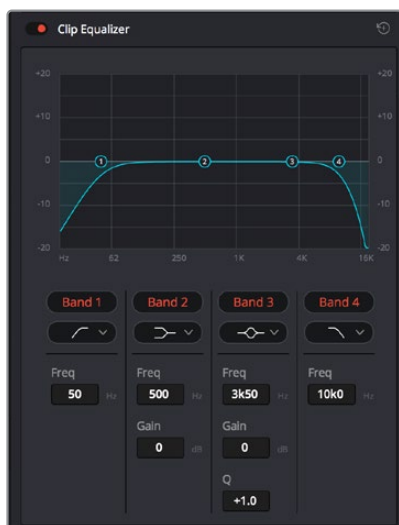 Clip Equalizer
+20 +20
+10 +10
0 0
-10 -10
-20 -20
1 2 3 4
Hz 62 250 1K 4K 16K
Band 1 Band 2 Band 3 Band 4
Freq Freq Freq Freq
50 Hz 500 Hz 3k50 Hz 10k0 Hz
Gain Gain
0 dB 0 dB
Q
+1.0